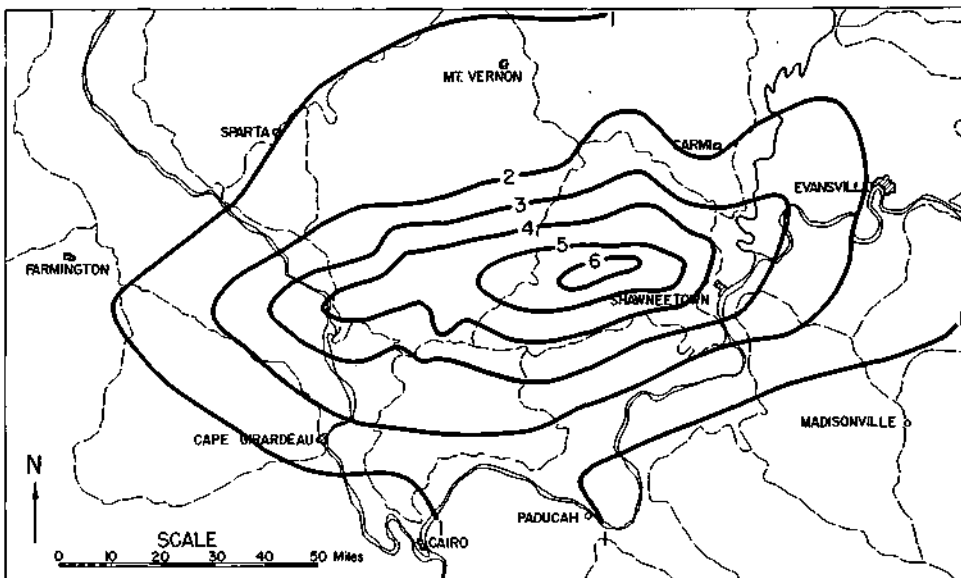 I
MT. VERNON
SPARTA
CARMI
2
EVANSVILLE
3
4
5
FARMINGTON
6
SHAWNEETOWN
I
MADISONVILLE
CAPE GIRARDEAU
N
PADUCAH
I
I
CAIRO
SCALE
0 10 20 30 40 50 Miles